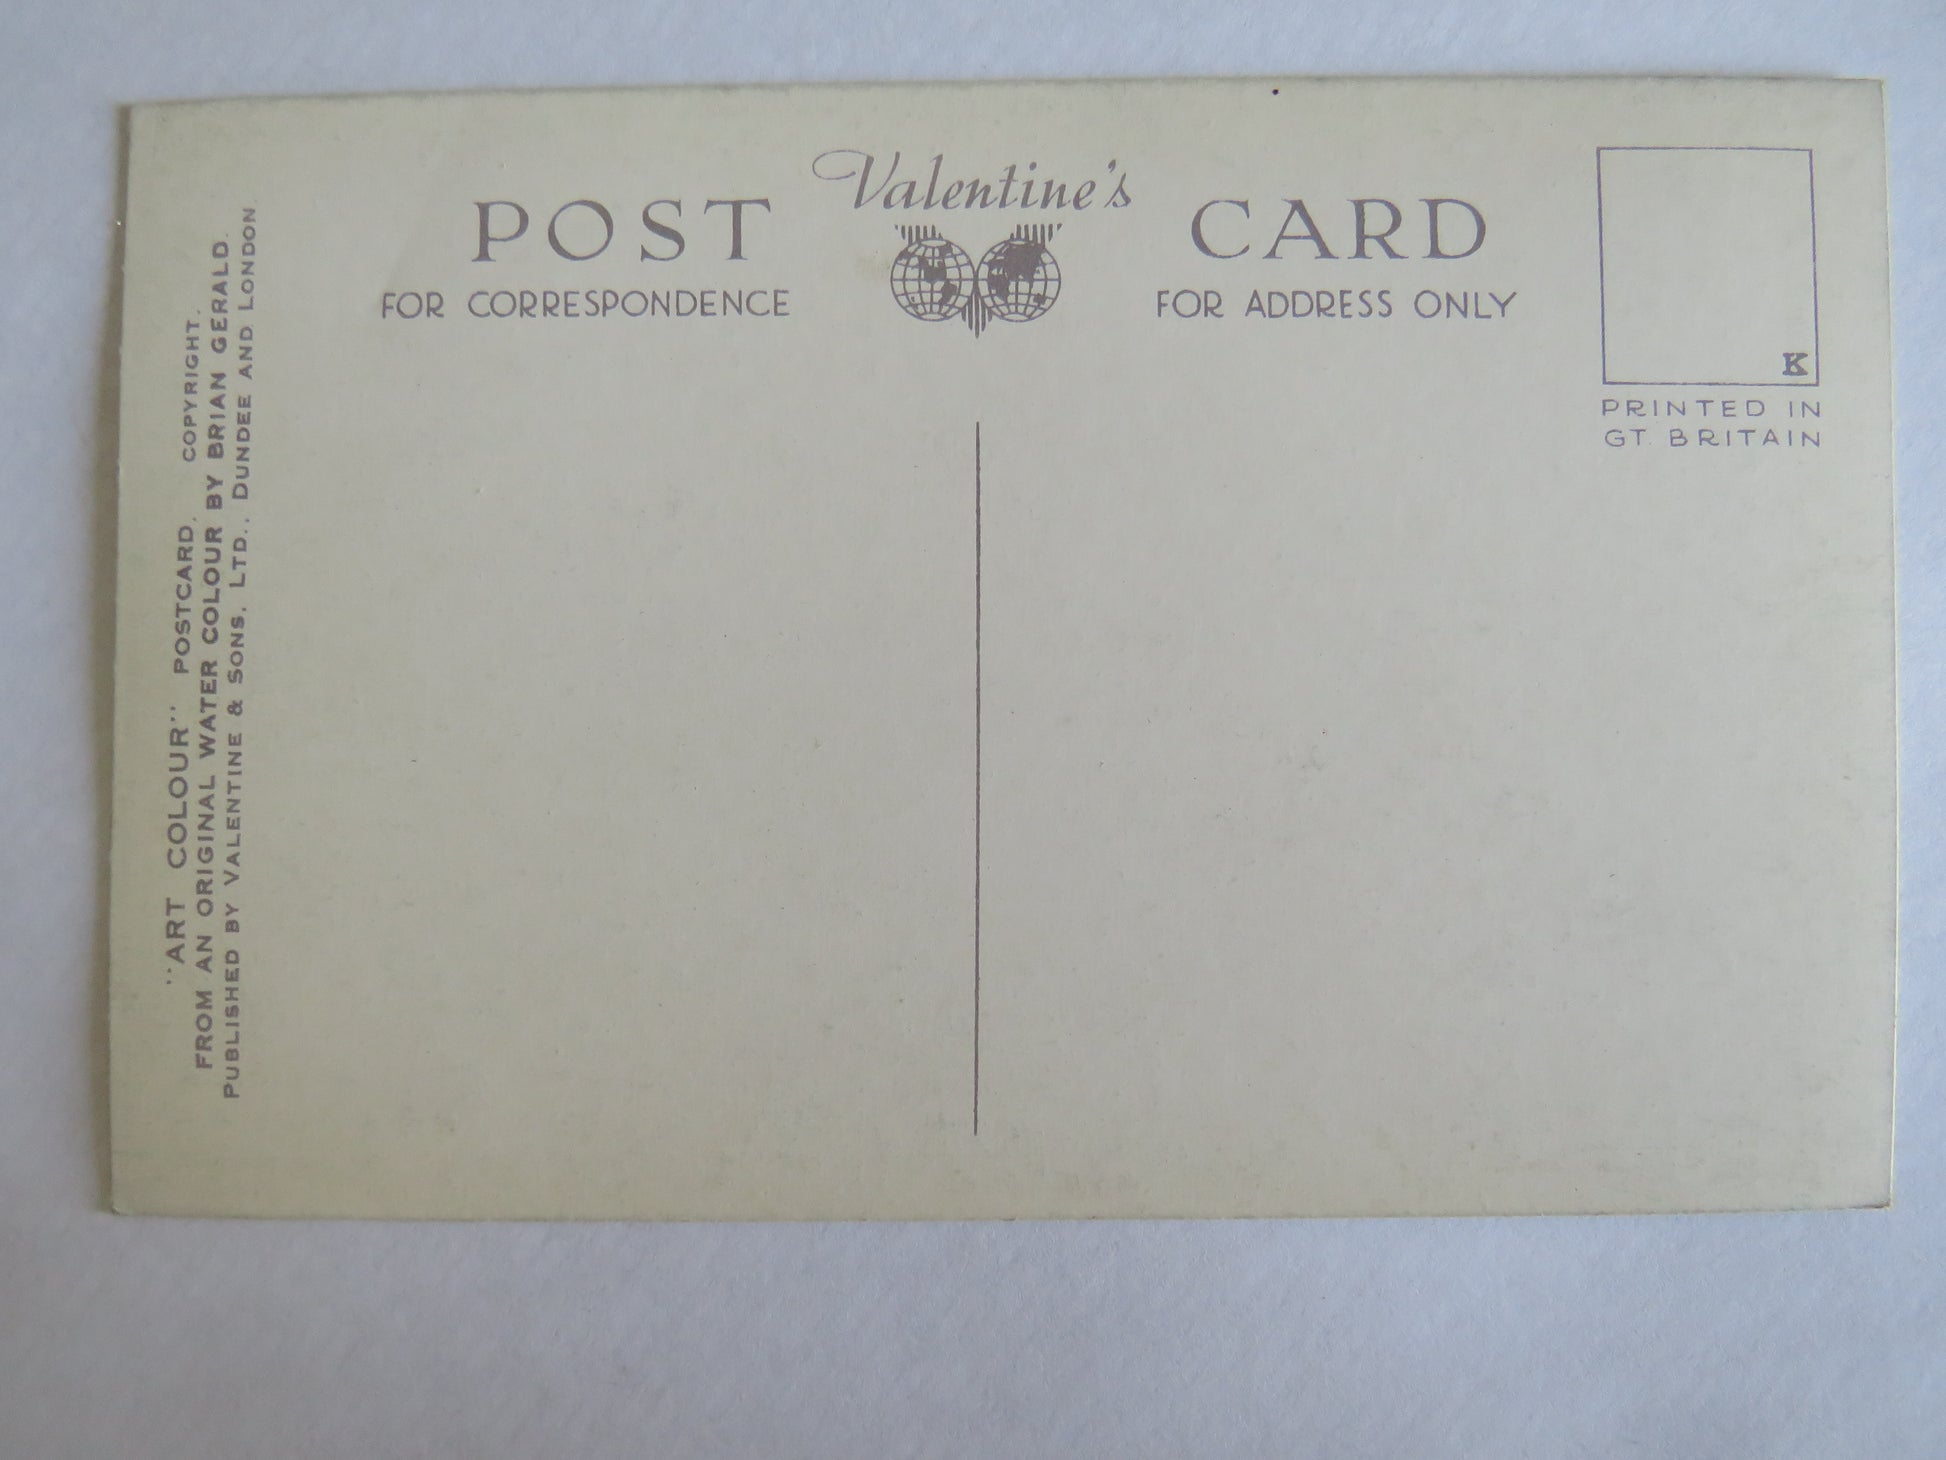 Valentine's
POST CARD
FOR CORRESPONDENCE
FOR ADDRESS ONLY
K
PRINTED IN
GT. BRITAIN
"ART COLOUR" POSTCARD. COPYRIGHT.
FROM AN ORIGINAL WATER COLOUR BY BRIAN GERALD.
PUBLISHED BY VALENTINE & SONS, LTD., DUNDEE AND LONDON.